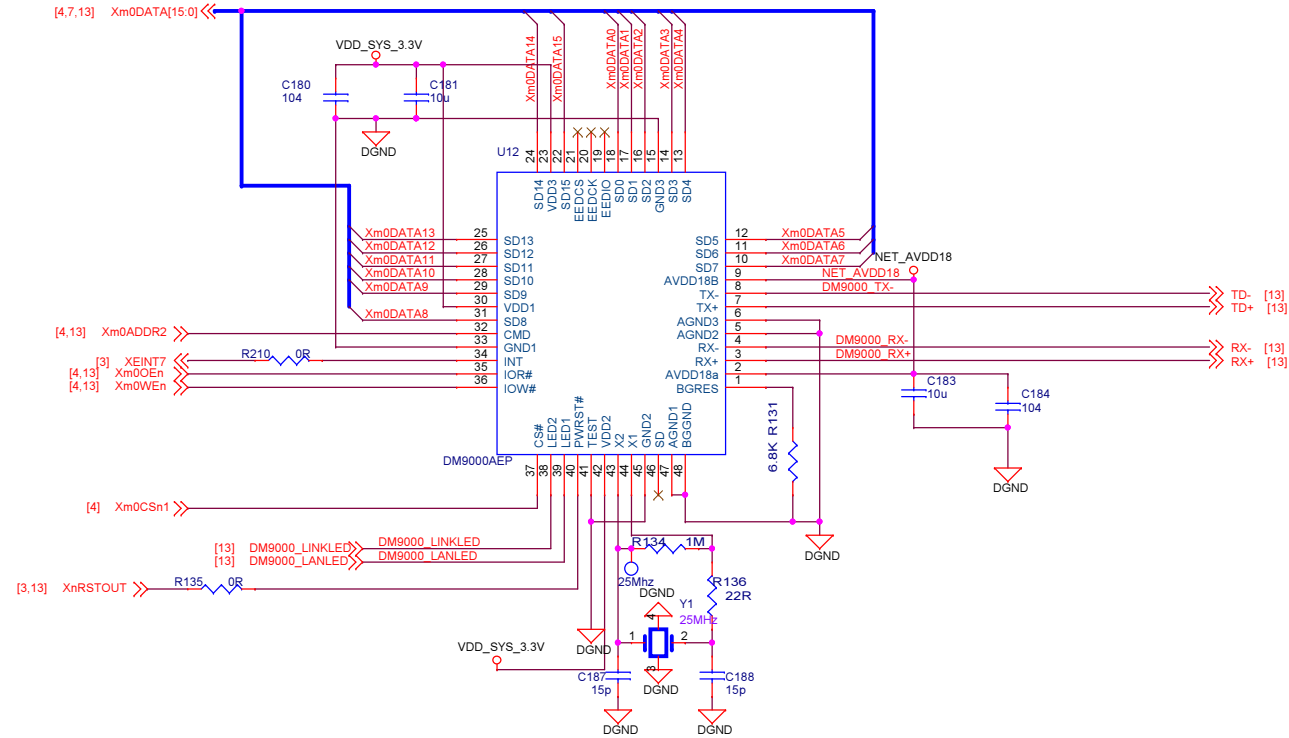 [4,7,13] Xm0DATA[15:0]
VDD_SYS_3.3V
C180
104
C181
10u
DGND
Xm0DATA14
Xm0DATA15
Xm0DATA0
Xm0DATA1
Xm0DATA2
Xm0DATA3
Xm0DATA4
U12
24 23 22 21 20 19 18 17 16 15 14 13
SD14 VDD3 SD15 EEDCS EEDCK EEDIO SD0 SD1 SD2 GND3 SD3 SD4
Xm0DATA13 25 SD13
Xm0DATA12 26 SD12
Xm0DATA11 27 SD11
Xm0DATA10 28 SD10
Xm0DATA9 29 SD9
30 VDD1
Xm0DATA8 31 SD8
[4,13] Xm0ADDR2 32 CMD
33 GND1
[3] XEINT7 R210 0R 34 INT
[4,13] Xm0OEn 35 IOR#
[4,13] Xm0WEn 36 IOW#
SD5 12 Xm0DATA5
SD6 11 Xm0DATA6
SD7 10 Xm0DATA7
NET_AVDD18
AVDD18B 9 NET_AVDD18
TX- 8 DM9000_TX- TD- [13]
TX+ 7 TD+ [13]
AGND3 6
AGND2 5
RX- 4 DM9000_RX- RX- [13]
RX+ 3 DM9000_RX+ RX+ [13]
AVDD18a 2
BGRES 1
C183
10u
C184
104
DGND
6.8K R131
CS# LED2 LED1 PWRST# TEST VDD2 X2 X1 GND2 SD AGND1 BGGND
DM9000AEP
37 38 39 40 41 42 43 44 45 46 47 48
[4] Xm0CSn1
DGND
[13] DM9000_LINKLED DM9000_LINKLED
[13] DM9000_LANLED DM9000_LANLED
R134 1M
25Mhz
[3,13] XnRSTOUT R135 0R
R136
22R
DGND
Y1
25MHz
4
1 2
3
DGND
VDD_SYS_3.3V
C187
15p
DGND
C188
15p
DGND
DGND